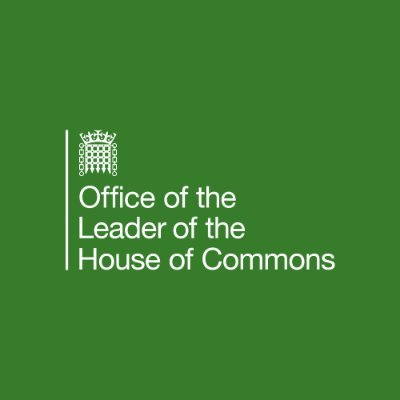 Office of the
Leader of the
House of Commons